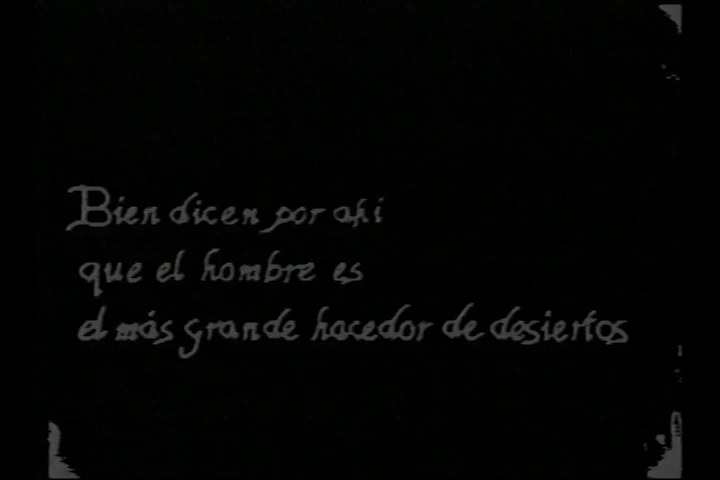 Bien dicen por ahi
que el hombre es
el más grande hacedor de desiertos